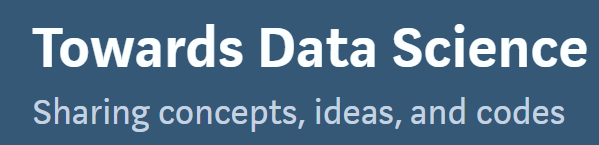 Towards Data Science
Sharing concepts, ideas, and codes